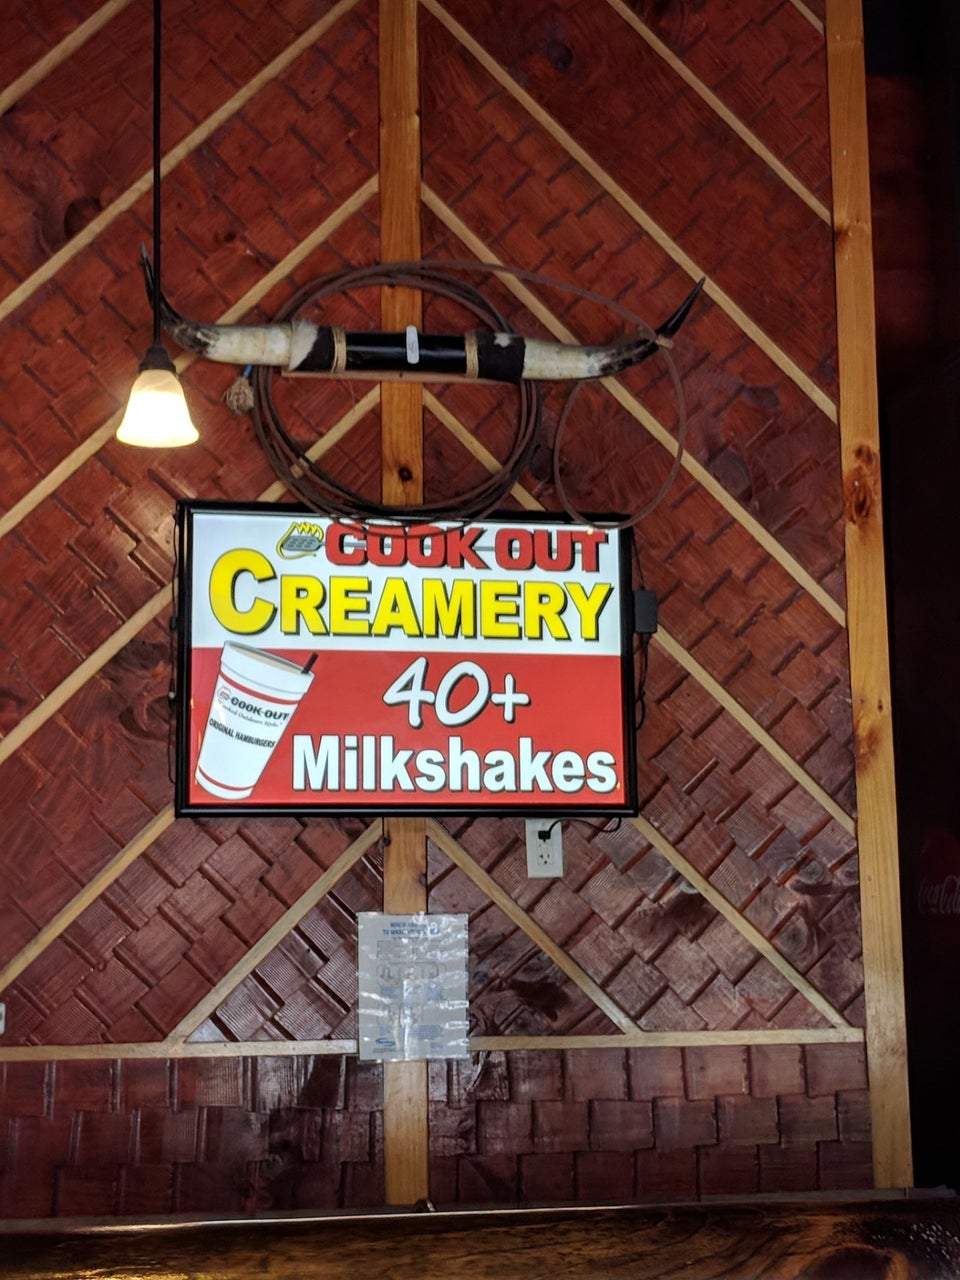 COOK OUT
CREAMERY
40+
Milkshakes
COOK-OUT
ORIGINAL HAMBURGERS
Coca-Cola